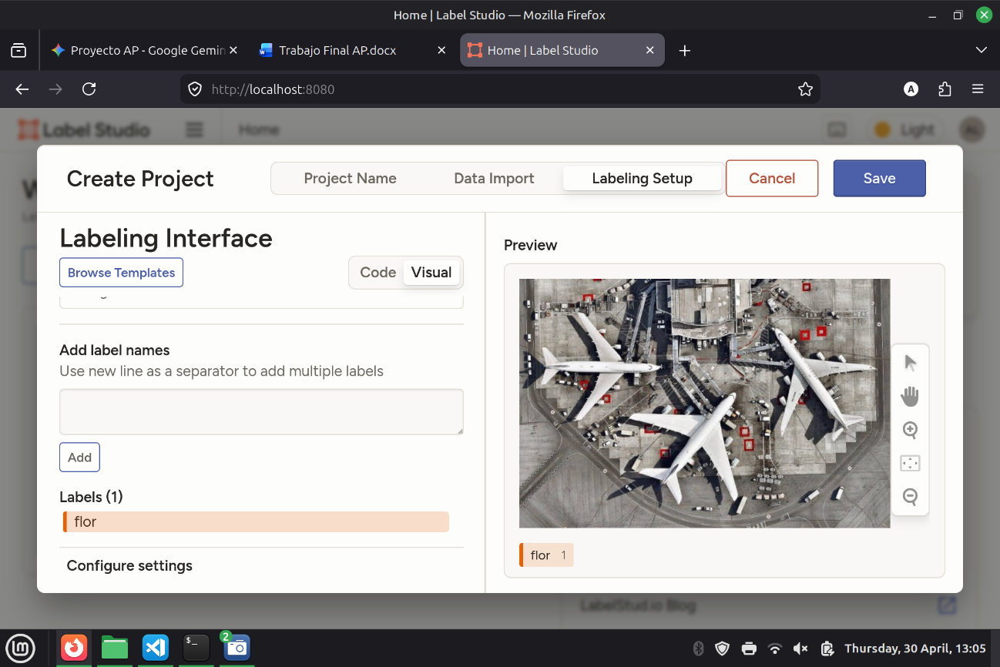 Home | Label Studio — Mozilla Firefox
Proyecto AP - Google Gemin
Trabajo Final AP.docx
Home | Label Studio
http://localhost:8080
A
Label Studio
Home
Light
AL
Create Project
Project Name
Data Import
Labeling Setup
Cancel
Save
Labeling Interface
Browse Templates
Code
Visual
Preview
Add label names
Use new line as a separator to add multiple labels
Add
Labels (1)
flor
Configure settings
flor 1
LabelStud.io Blog
2
$_
Thursday, 30 April, 13:05